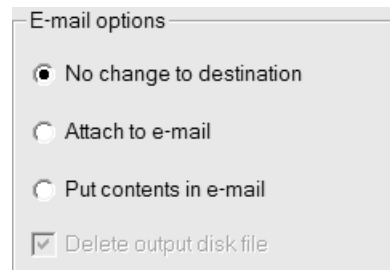 E-mail options
No change to destination
Attach to e-mail
Put contents in e-mail
Delete output disk file